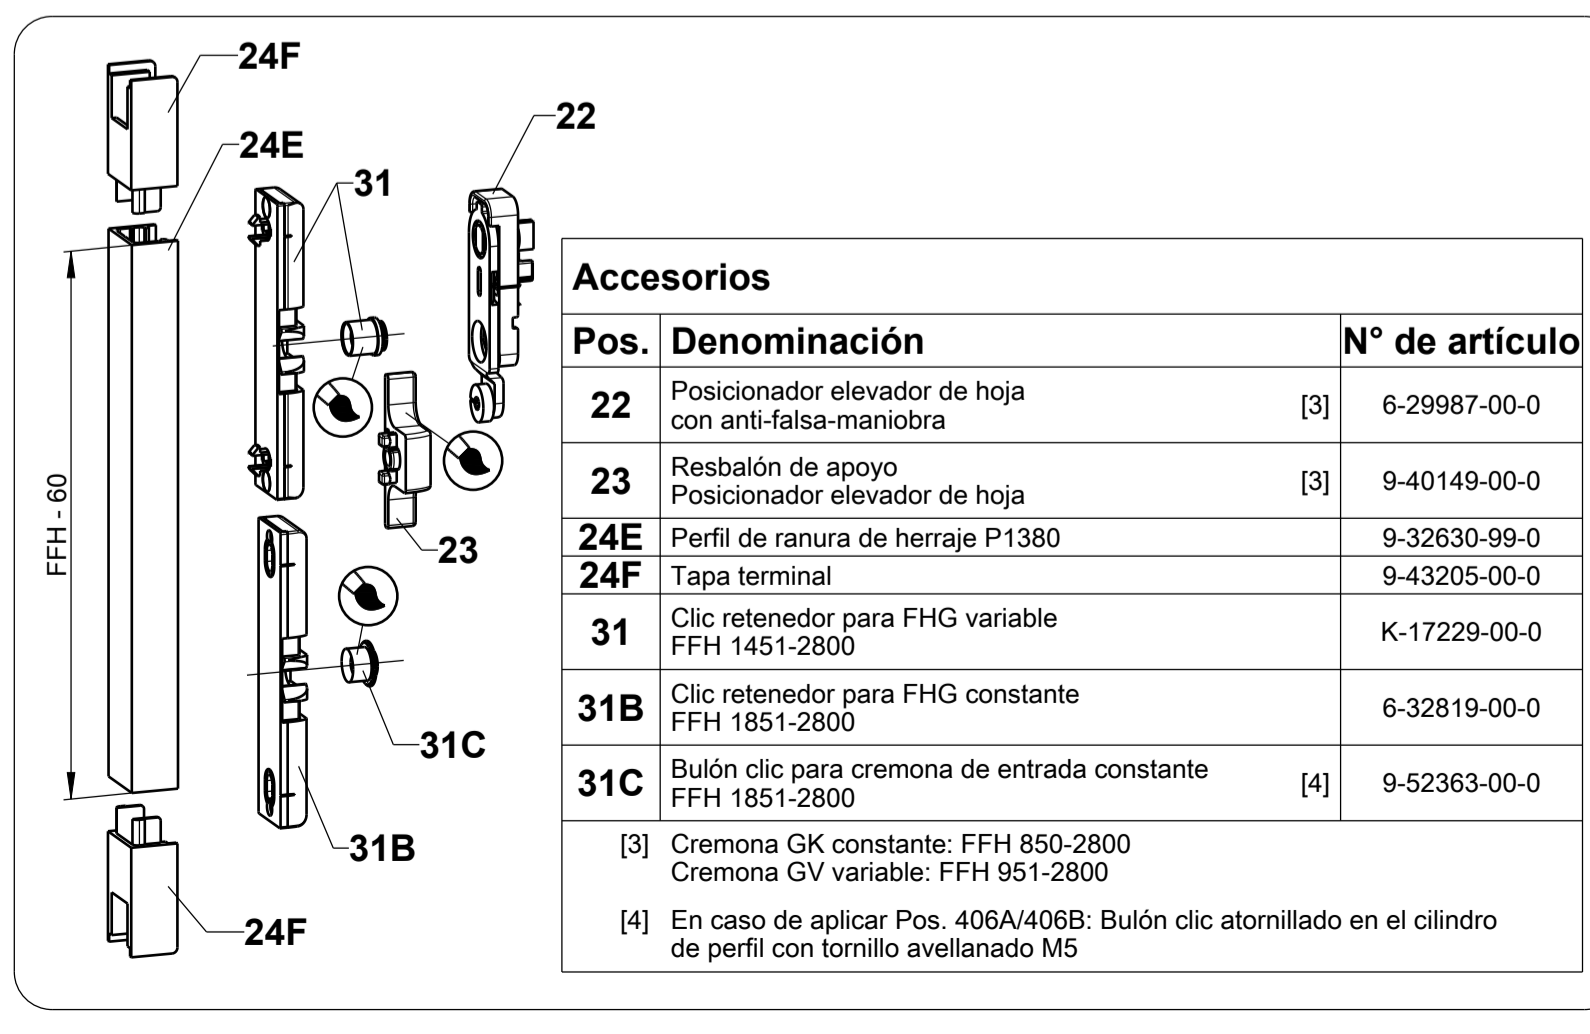 24F
24E
31
22
FFH - 60
23
31C
31B
24F
Accesorios
Pos. Denominación N° de artículo
22 Posicionador elevador de hoja
con anti-falsa-maniobra [3] 6-29987-00-0
23 Resbalón de apoyo
Posicionador elevador de hoja [3] 9-40149-00-0
24E Perfil de ranura de herraje P1380 9-32630-99-0
24F Tapa terminal 9-43205-00-0
31 Clic retenedor para FHG variable
FFH 1451-2800 K-17229-00-0
31B Clic retenedor para FHG constante
FFH 1851-2800 6-32819-00-0
31C Bulón clic para cremona de entrada constante
FFH 1851-2800 [4] 9-52363-00-0
[3] Cremona GK constante: FFH 850-2800
Cremona GV variable: FFH 951-2800
[4] En caso de aplicar Pos. 406A/406B: Bulón clic atornillado en el cilindro
de perfil con tornillo avellanado M5